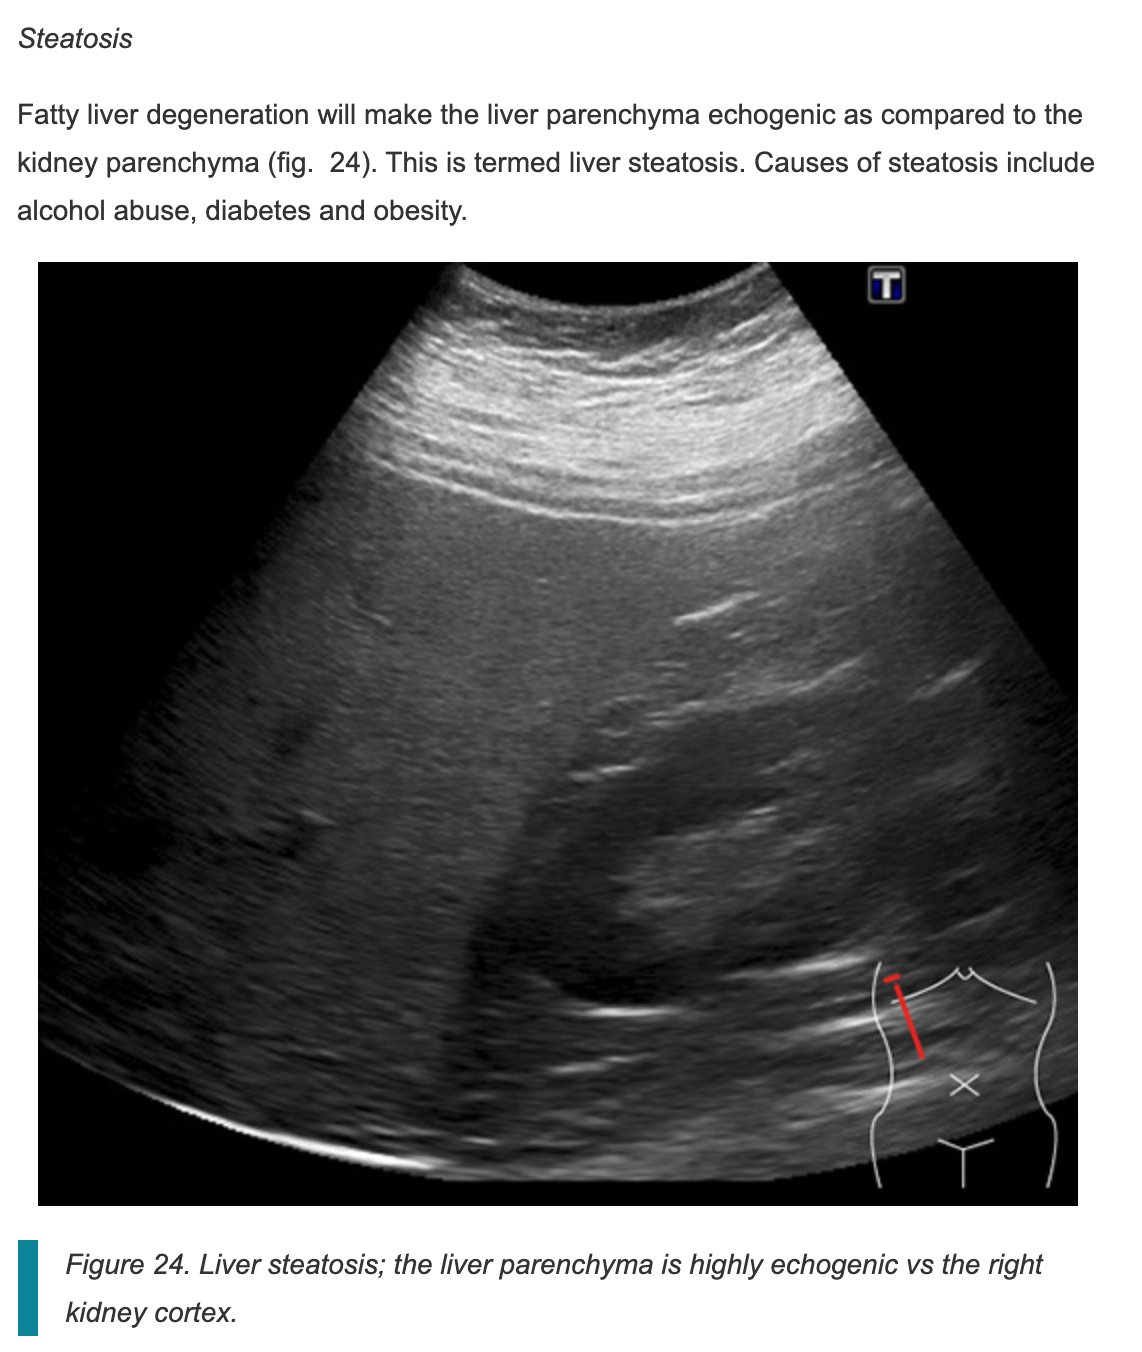 Steatosis
Fatty liver degeneration will make the liver parenchyma echogenic as compared to the
kidney parenchyma (fig.  24). This is termed liver steatosis. Causes of steatosis include
alcohol abuse, diabetes and obesity.
T
Figure 24. Liver steatosis; the liver parenchyma is highly echogenic vs the right
kidney cortex.